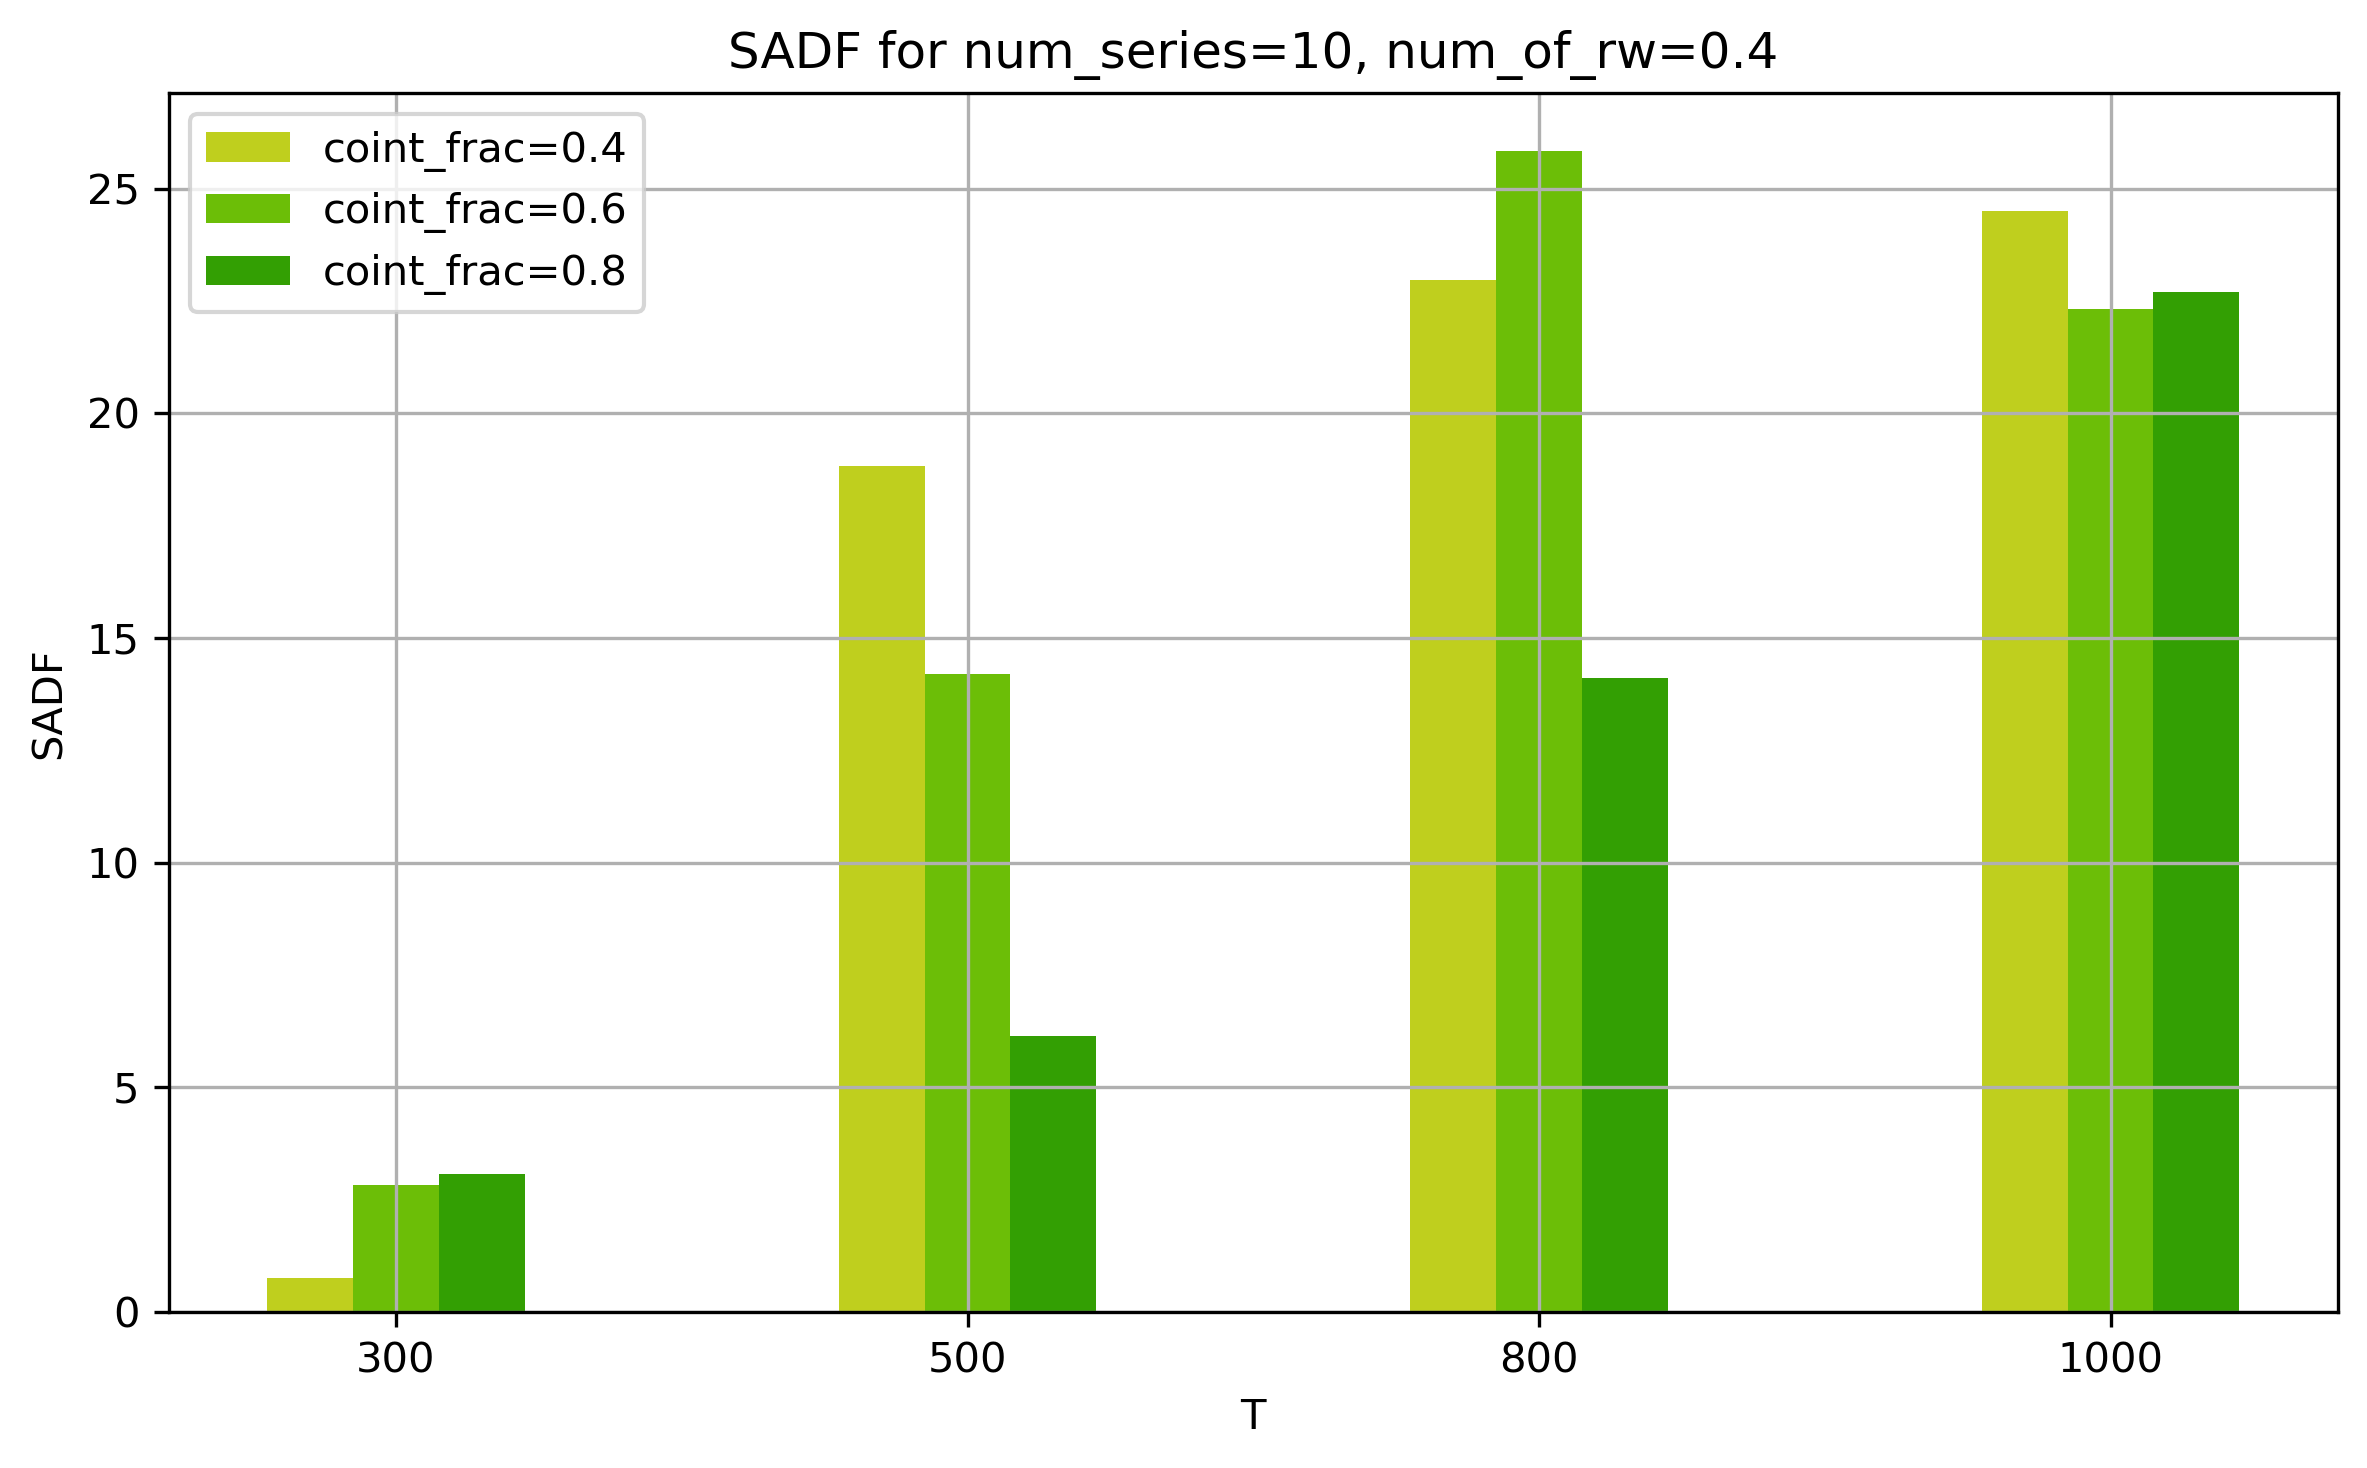 SADF for num_series=10, num_of_rw=0.4
coint_frac=0.4
coint_frac=0.6
coint_frac=0.8
25
20
15
10
5
0
SADF
300 500 800 1000
T